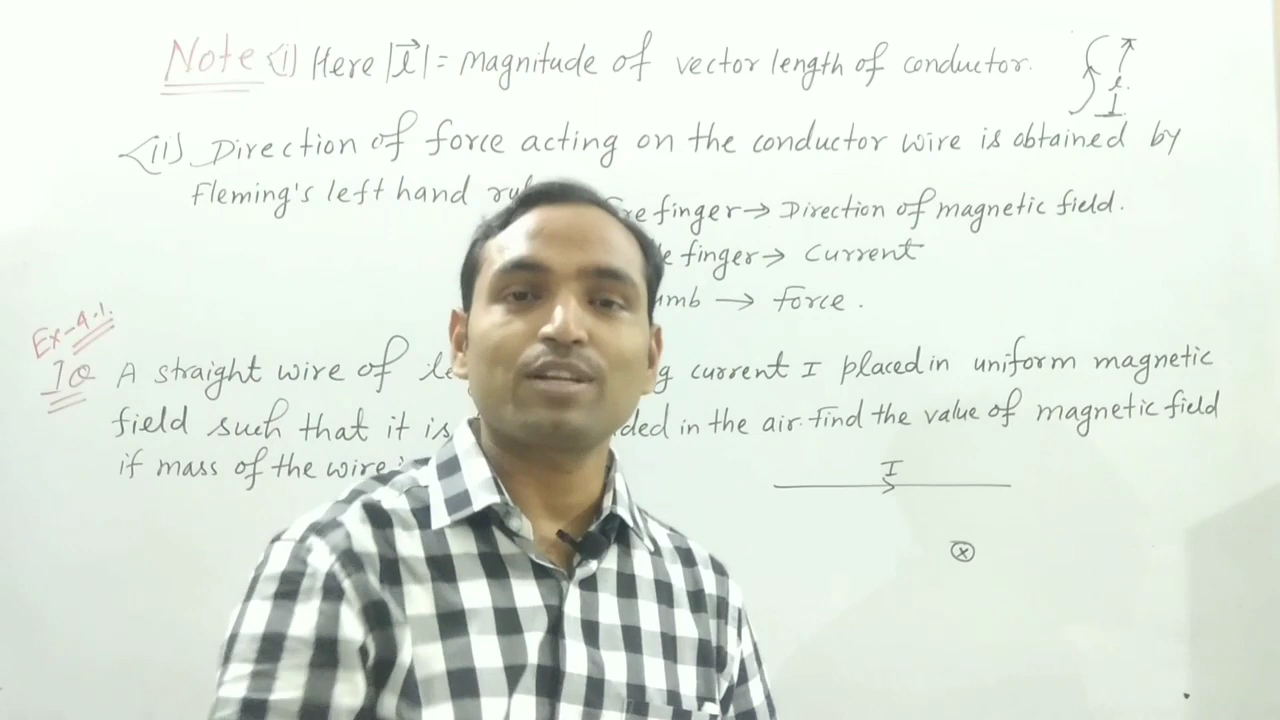 Note (i) Here |l⃗| = magnitude of vector length of conductor.
l
(ii) Direction of force acting on the conductor wire is obtained by
Fleming's left hand
finger → Direction of magnetic field.
finger → Current
→ force.
Ex-4.1.
1Q A straight wire of current I placed in uniform magnetic
field such that it is in the air. find the value of magnetic field
if mass of the wire
I
⊗